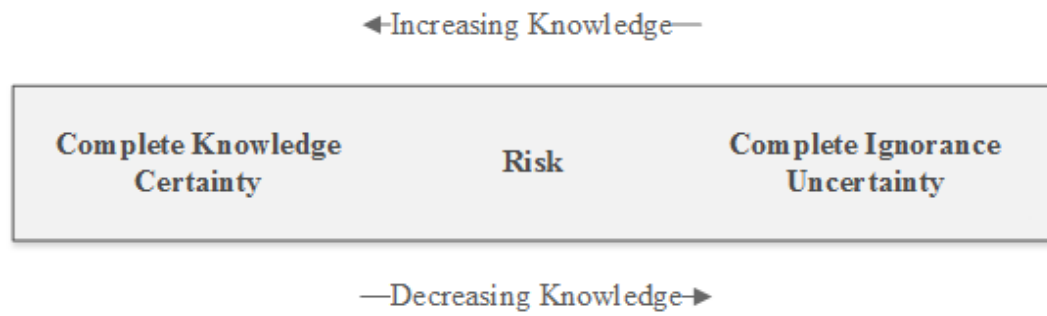 Increasing Knowledge
Complete Knowledge
Certainty
Risk
Complete Ignorance
Uncertainty
Decreasing Knowledge